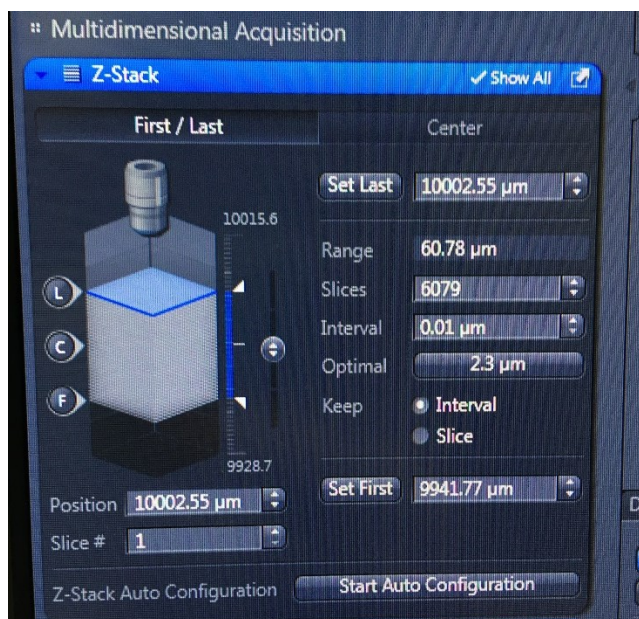 Multidimensional Acquisition
Z-Stack
Show All
First / Last
Center
Set Last 10002.55 µm
10015.6
Range 60.78 µm
L
Slices 6079
Interval 0.01 µm
C
Optimal 2.3 µm
Keep Interval
F
Slice
9928.7
Set First 9941.77 µm
Position 10002.55 µm
Slice # 1
Z-Stack Auto Configuration Start Auto Configuration
D